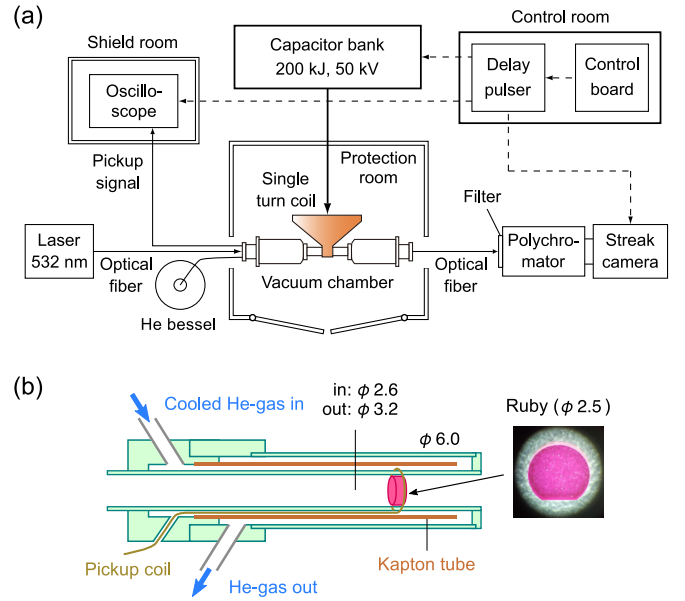 (a)
Shield room
Oscillo-
scope
Pickup
signal
Capacitor bank
200 kJ, 50 kV
Control room
Delay
pulser
Control
board
Protection
room
Single
turn coil
Filter
Laser
532 nm
Optical
fiber
He bessel
Vacuum chamber
Optical
fiber
Polychro-
mator
Streak
camera
(b)
Cooled He-gas in
in: φ 2.6
out: φ 3.2
φ 6.0
Ruby (φ 2.5)
Pickup coil
He-gas out
Kapton tube